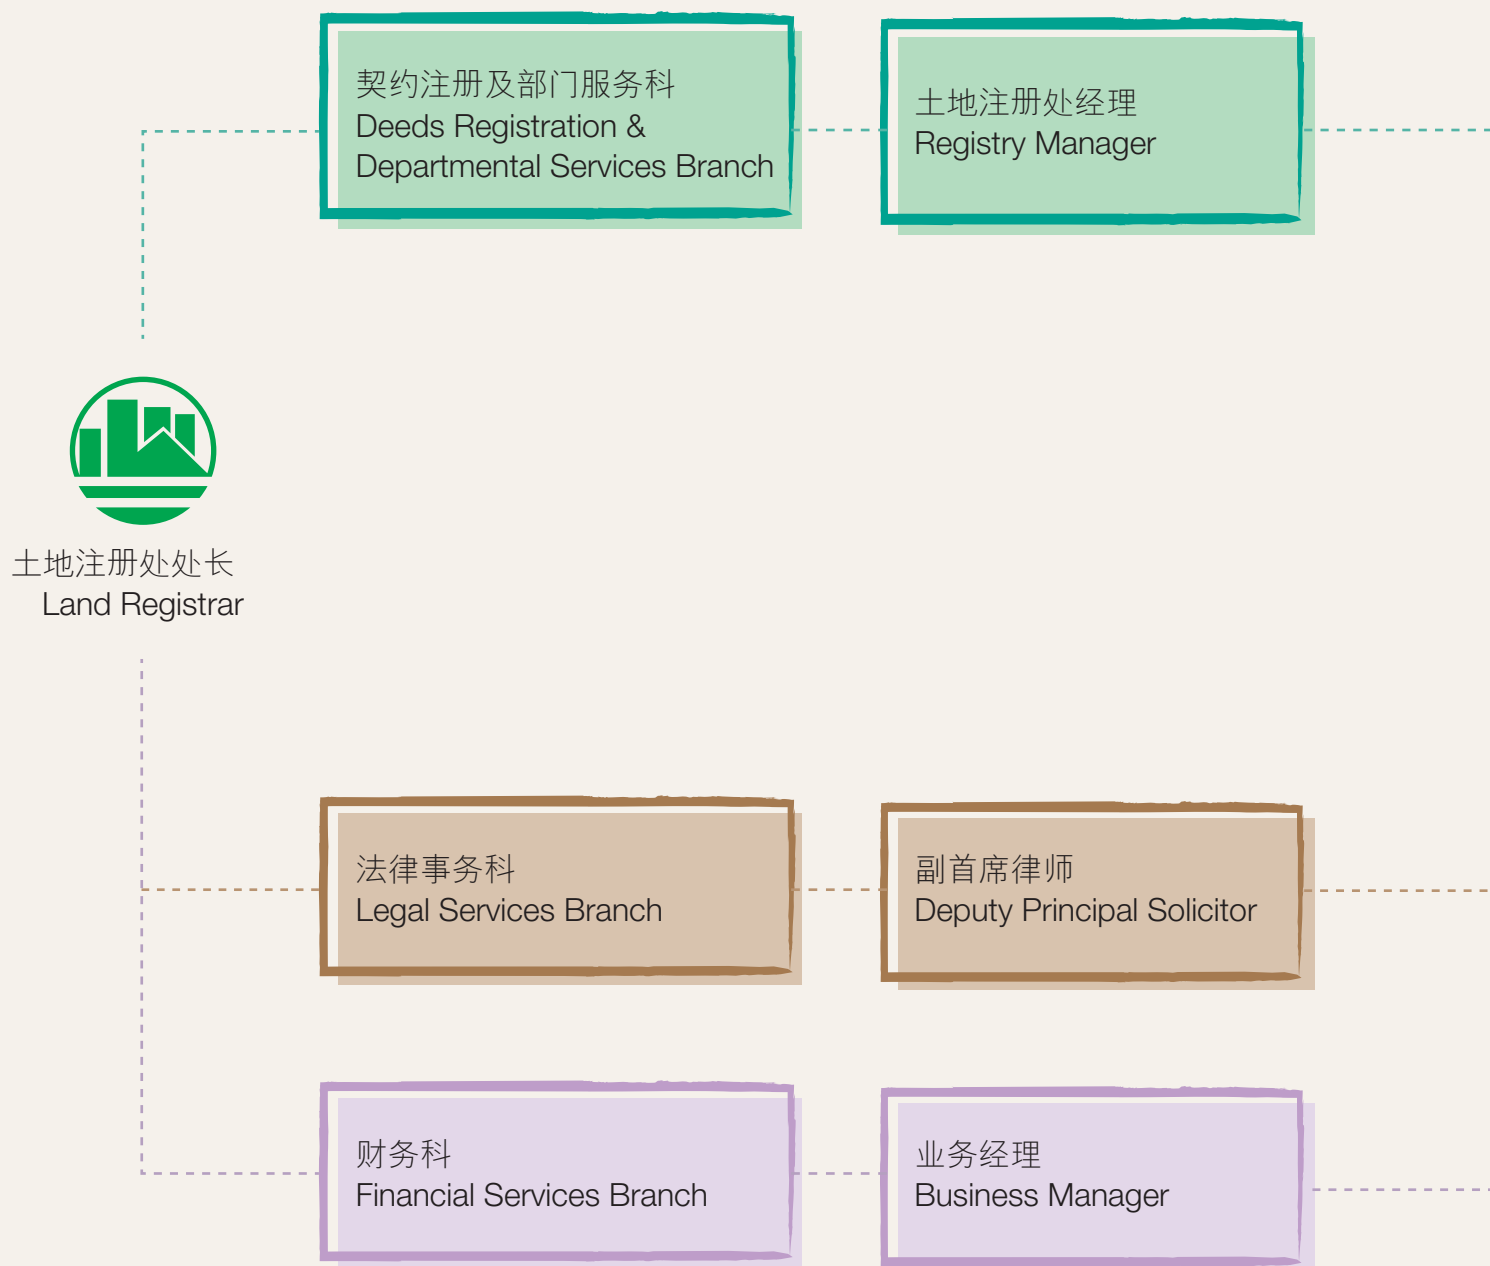 契约注册及部门服务科
Deeds Registration &
Departmental Services Branch
土地注册处经理
Registry Manager
土地注册处处长
Land Registrar
法律事务科
Legal Services Branch
副首席律师
Deputy Principal Solicitor
财务科
Financial Services Branch
业务经理
Business Manager